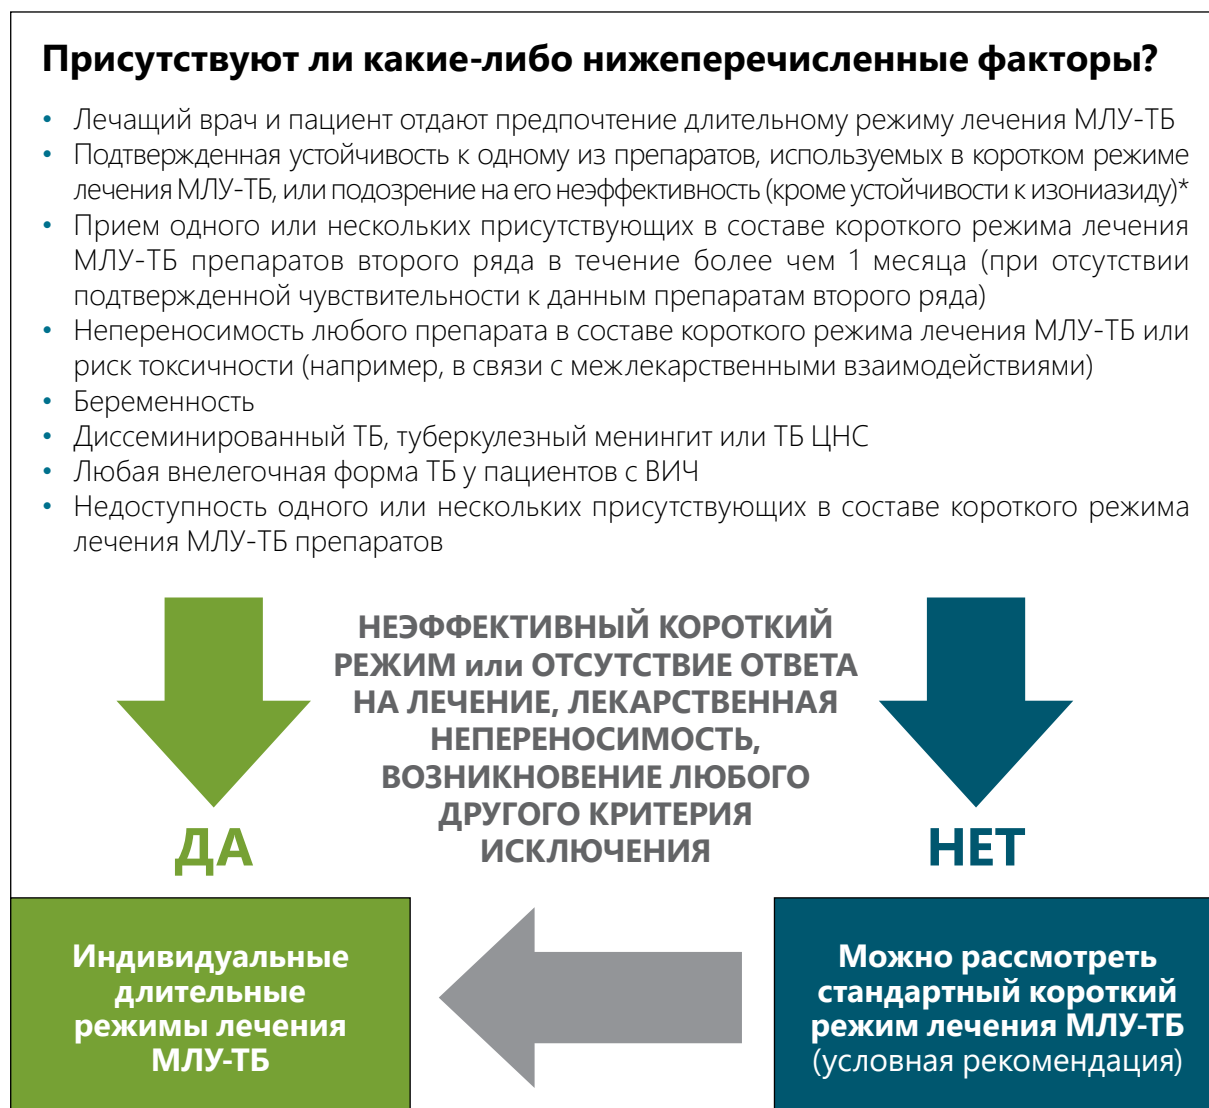 Присутствуют ли какие-либо нижеперечисленные факторы?
• Лечащий врач и пациент отдают предпочтение длительному режиму лечения МЛУ-ТБ
• Подтвержденная устойчивость к одному из препаратов, используемых в коротком режиме
лечения МЛУ-ТБ, или подозрение на его неэффективность (кроме устойчивости к изониазиду)*
• Прием одного или нескольких присутствующих в составе короткого режима лечения
МЛУ-ТБ препаратов второго ряда в течение более чем 1 месяца (при отсутствии
подтвержденной чувствительности к данным препаратам второго ряда)
• Непереносимость любого препарата в составе короткого режима лечения МЛУ-ТБ или
риск токсичности (например, в связи с межлекарственными взаимодействиями)
• Беременность
• Диссеминированный ТБ, туберкулезный менингит или ТБ ЦНС
• Любая внелегочная форма ТБ у пациентов с ВИЧ
• Недоступность одного или нескольких присутствующих в составе короткого режима
лечения МЛУ-ТБ препаратов
НЕЭФФЕКТИВНЫЙ КОРОТКИЙ
РЕЖИМ или ОТСУТСТВИЕ ОТВЕТА
НА ЛЕЧЕНИЕ, ЛЕКАРСТВЕННАЯ
НЕПЕРЕНОСИМОСТЬ,
ВОЗНИКНОВЕНИЕ ЛЮБОГО
ДРУГОГО КРИТЕРИЯ
ИСКЛЮЧЕНИЯ
ДА
НЕТ
Индивидуальные
длительные
режимы лечения
МЛУ-ТБ
Можно рассмотреть
стандартный короткий
режим лечения МЛУ-ТБ
(условная рекомендация)